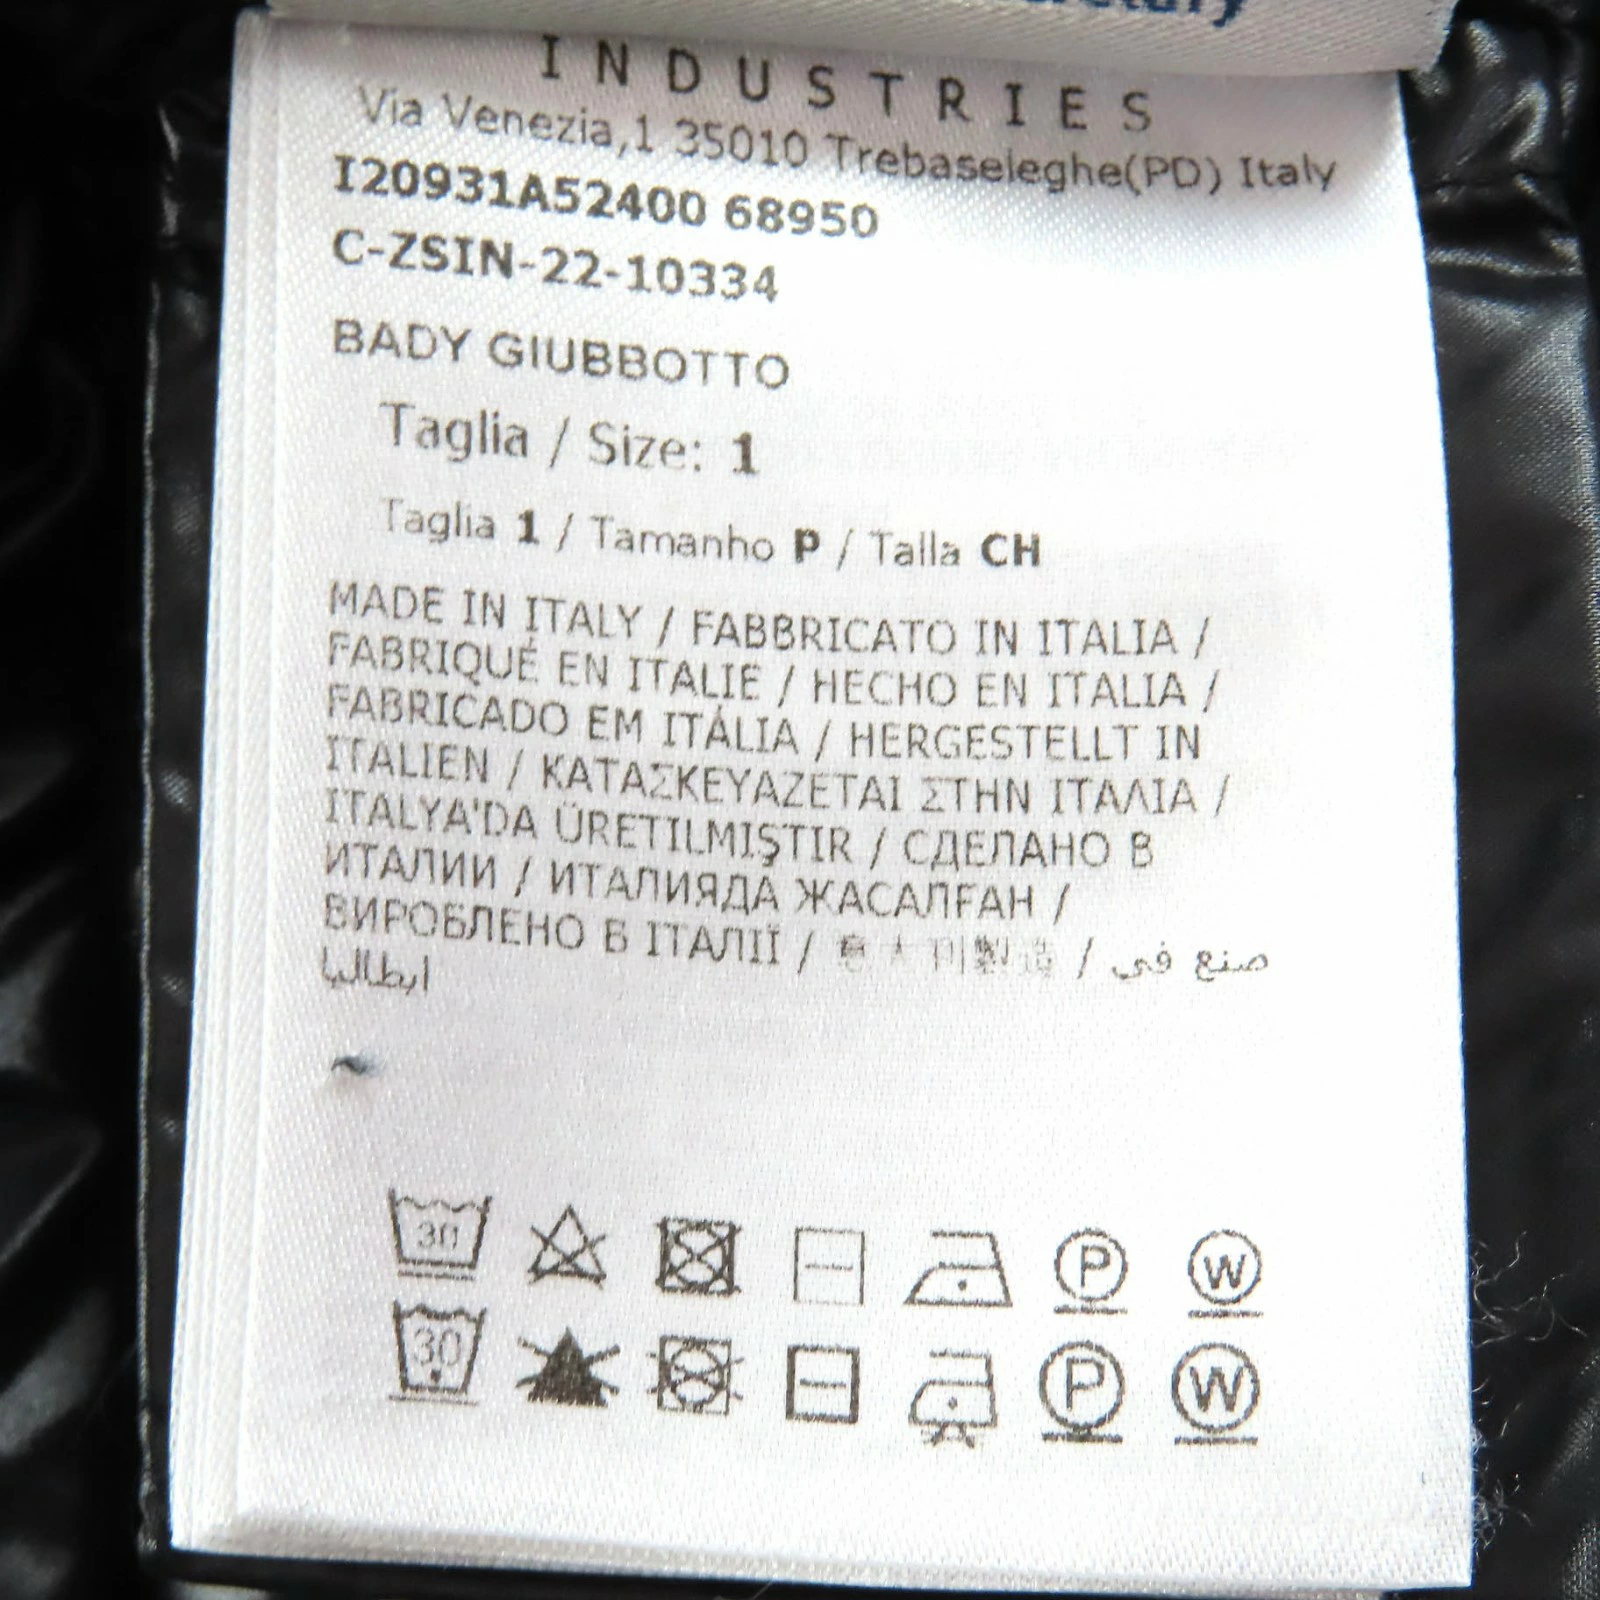 INDUSTRIES
Via Venezia,1 35010 Trebaseleghe(PD) Italy
I20931A52400 68950
C-ZSIN-22-10334
BADY GIUBBOTTO
Taglia / Size: 1
Taglia 1 / Tamanho P / Talla CH
MADE IN ITALY / FABBRICATO IN ITALIA /
FABRIQUÉ EN ITALIE / HECHO EN ITALIA /
FABRICADO EM ITÁLIA / HERGESTELLT IN
ITALIEN / ΚΑΤΑΣΚΕΥΑΖΕΤΑΙ ΣΤΗΝ ΙΤΑΛΙΑ /
ITALYA'DA ÜRETILMIŞTIR / СДЕЛАНО В
ИТАЛИИ / ИТАЛИЯДА ЖАСАЛҒАН /
ВИРОБЛЕНО В ІТАЛІЇ / / صنع في
ايطاليا
30 P W
30 P W